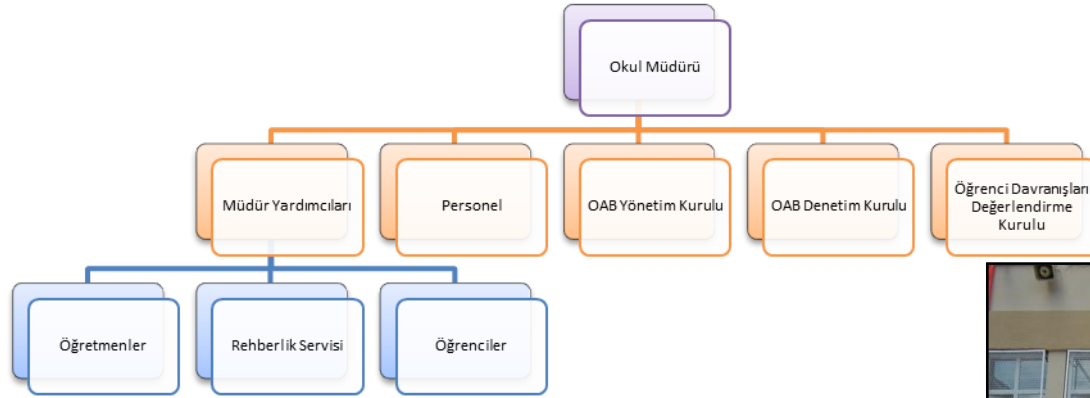 Okul Müdürü
Müdür Yardımcıları
Personel
OAB Yönetim Kurulu
OAB Denetim Kurulu
Öğrenci Davranışları
Değerlendirme
Kurulu
Öğretmenler
Rehberlik Servisi
Öğrenciler